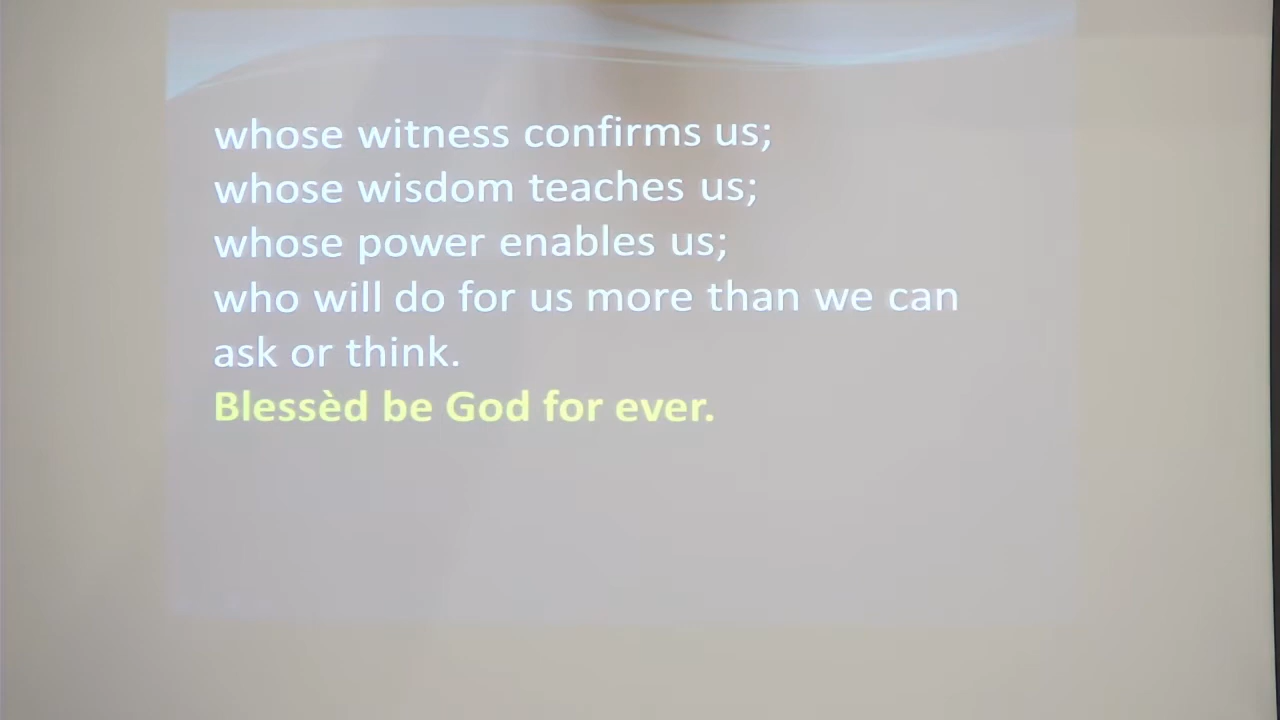 whose witness confirms us;
whose wisdom teaches us;
whose power enables us;
who will do for us more than we can
ask or think.
Blessèd be God for ever.